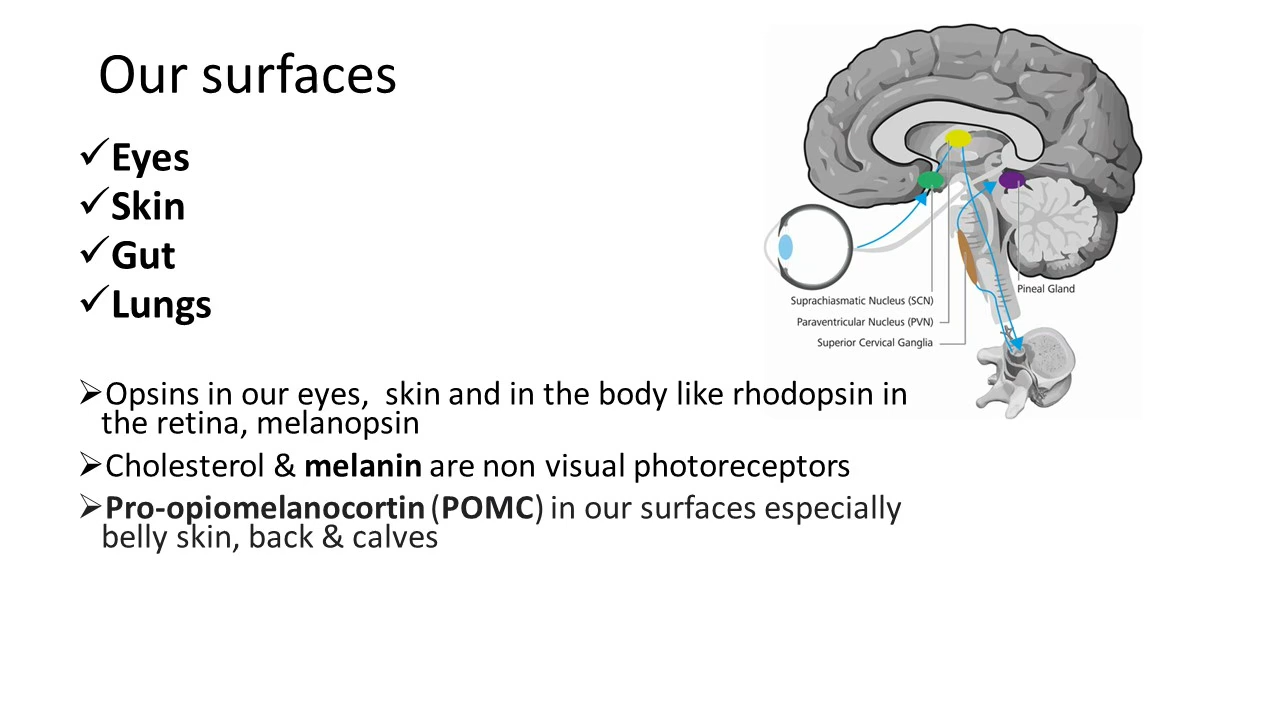 Our surfaces
✓Eyes
✓Skin
✓Gut
✓Lungs
➢Opsins in our eyes,  skin and in the body like rhodopsin in
the retina, melanopsin
➢Cholesterol & melanin are non visual photoreceptors
➢Pro-opiomelanocortin (POMC) in our surfaces especially
belly skin, back & calves
Suprachiasmatic Nucleus (SCN)
Paraventricular Nucleus (PVN)
Superior Cervical Ganglia
Pineal Gland